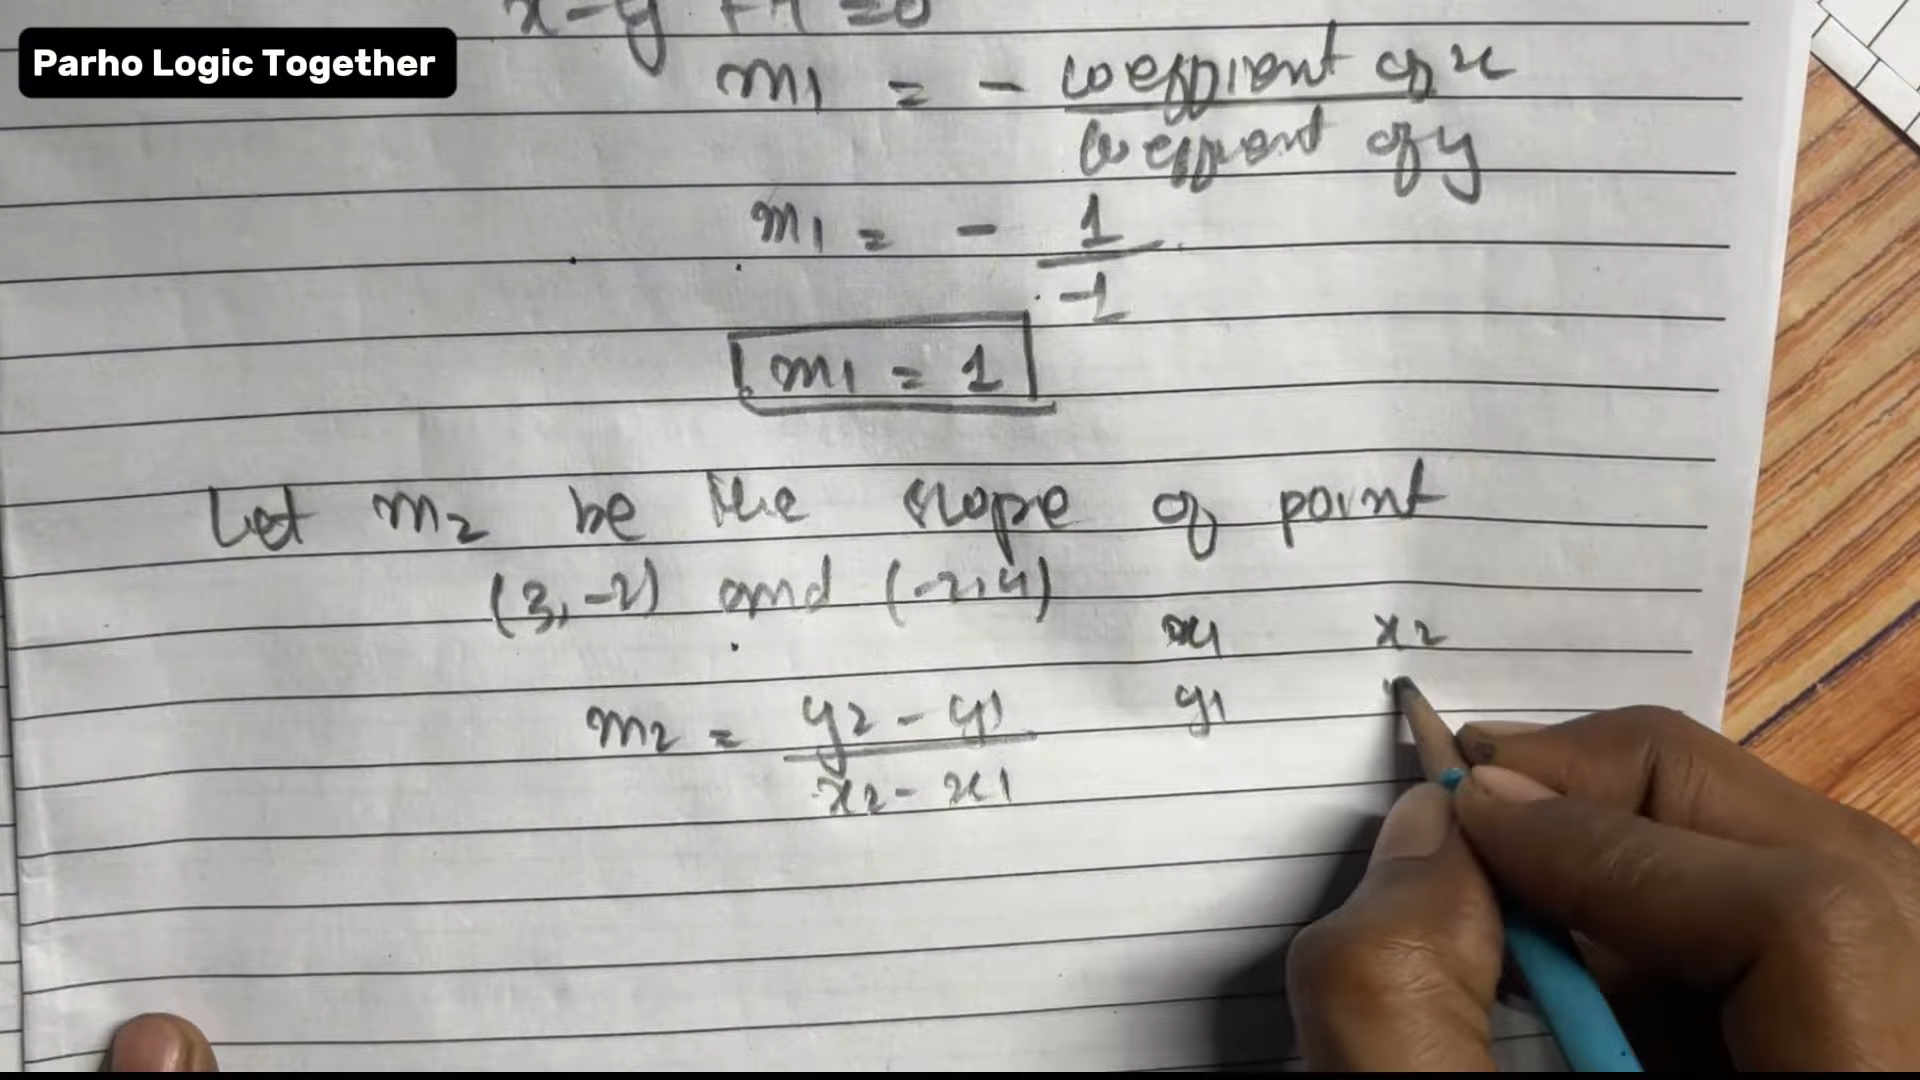 Parho Logic Together
m1 = - coefficient of x
coefficient of y
m1 = - 1
-1
m1 = 1
Let m2 be the slope of point
(3, -2) and (-2, 4)
x1 x2
m2 = y2 - y1 y1
x2 - x1